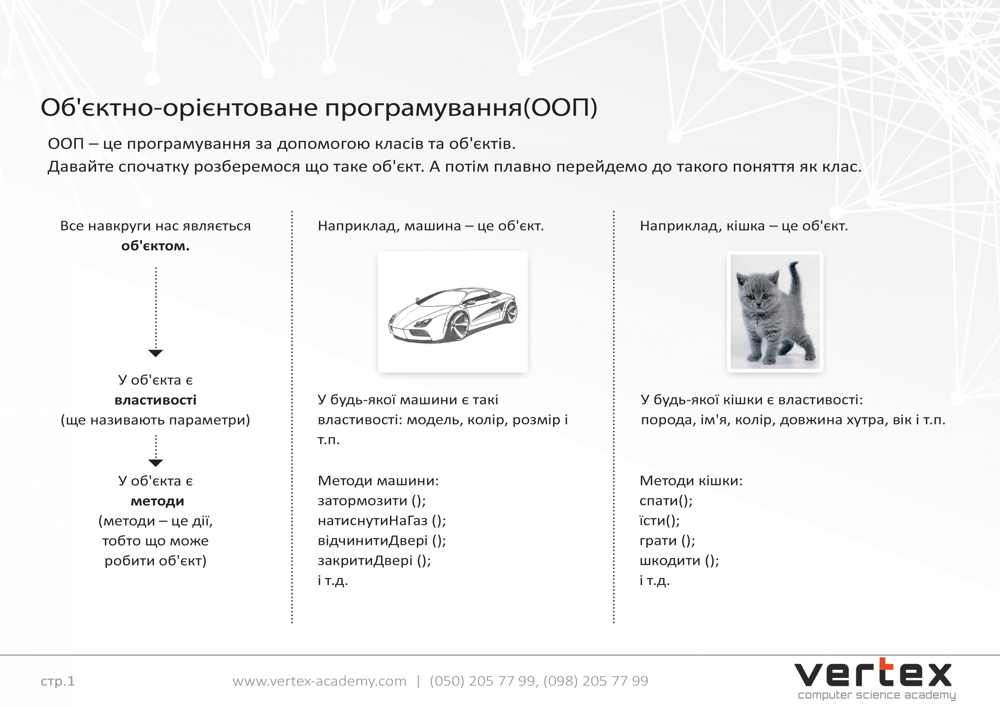 Об'єктно-орієнтоване програмування(ООП)
ООП – це програмування за допомогою класів та об'єктів.
Давайте спочатку розберемося що таке об'єкт. А потім плавно перейдемо до такого поняття як клас.
Все навкруги нас являється
об'єктом.
У об'єкта є
властивості
(ще називають параметри)
У об'єкта є
методи
(методи – це дії,
тобто що може
робити об'єкт)
Наприклад, машина – це об'єкт.
У будь-якої машини є такі
властивості: модель, колір, розмір і
т.п.
Методи машини:
затормозити ();
натиснутиНаГаз ();
відчинитиДвері ();
закритиДвері ();
і т.д.
Наприклад, кішка – це об'єкт.
У будь-якої кішки є властивості:
порода, ім'я, колір, довжина хутра, вік і т.п.
Методи кішки:
спати();
їсти();
грати ();
шкодити ();
і т.д.
стр.1
www.vertex-academy.com | (050) 205 77 99, (098) 205 77 99
vertex
computer science academy